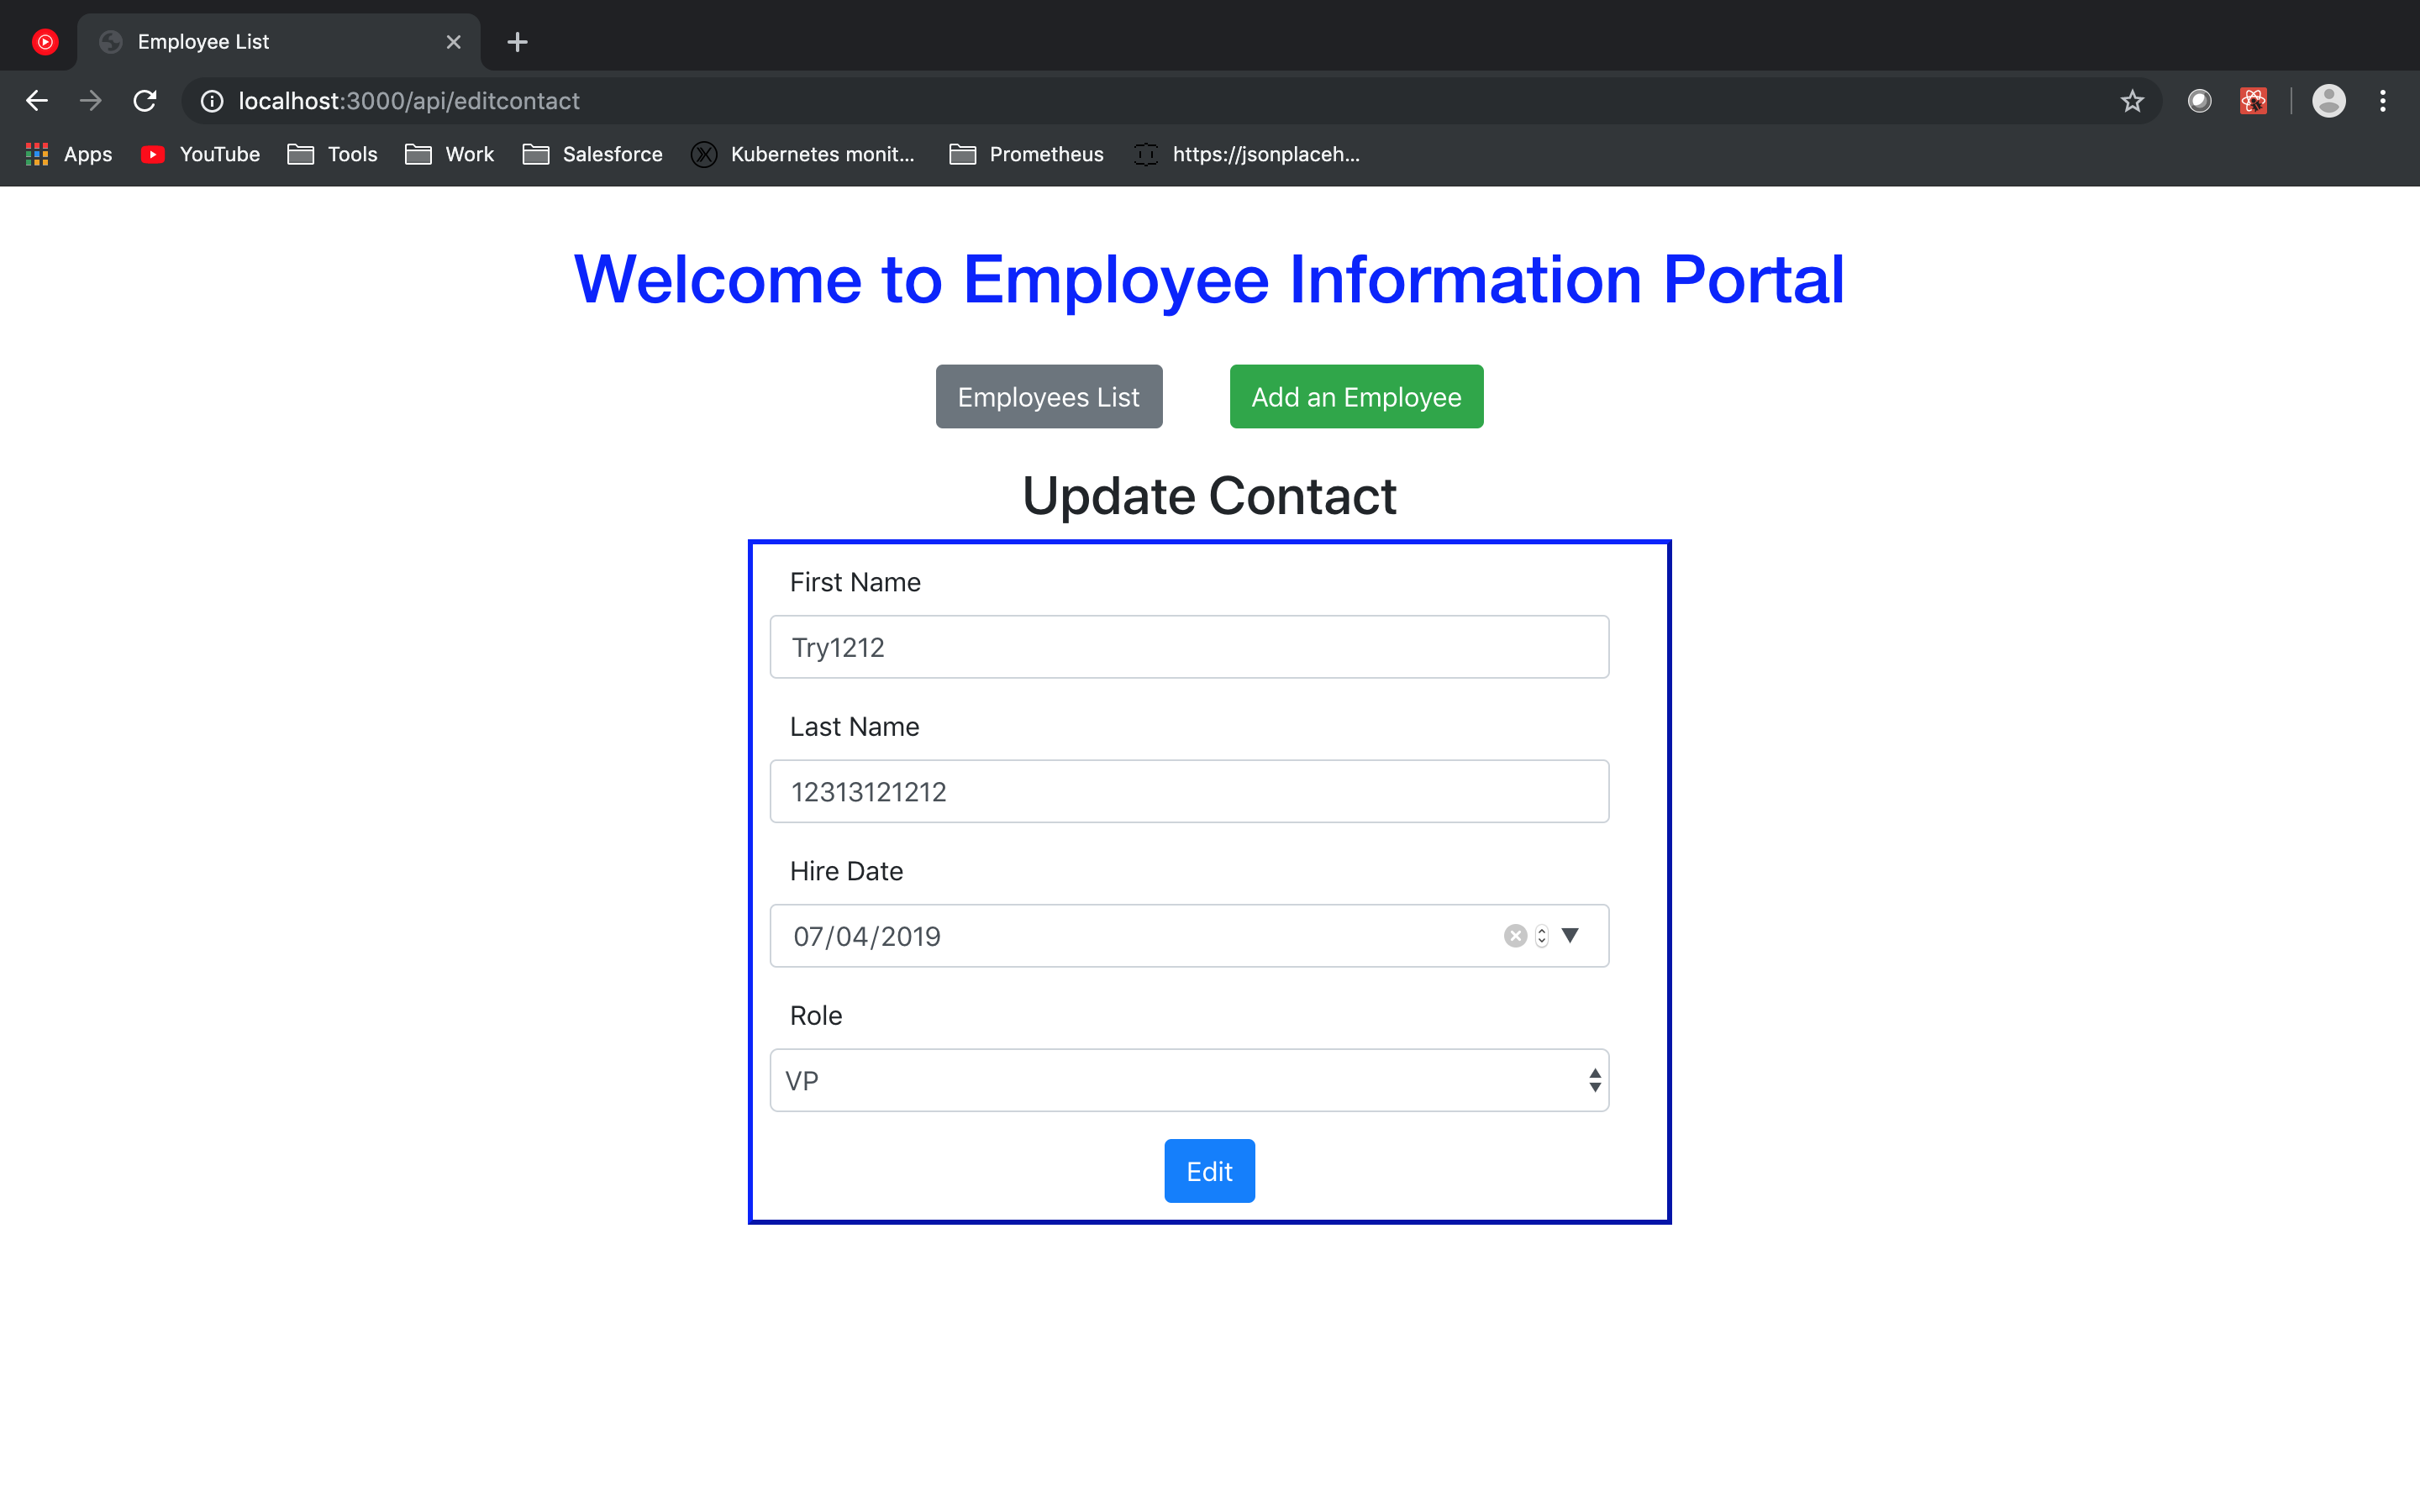 Employee List
localhost:3000/api/editcontact
Apps YouTube Tools Work Salesforce Kubernetes monit... Prometheus https://jsonplaceh...
Welcome to Employee Information Portal
Employees List Add an Employee
Update Contact
First Name
Try1212
Last Name
12313121212
Hire Date
07/04/2019
Role
VP
Edit